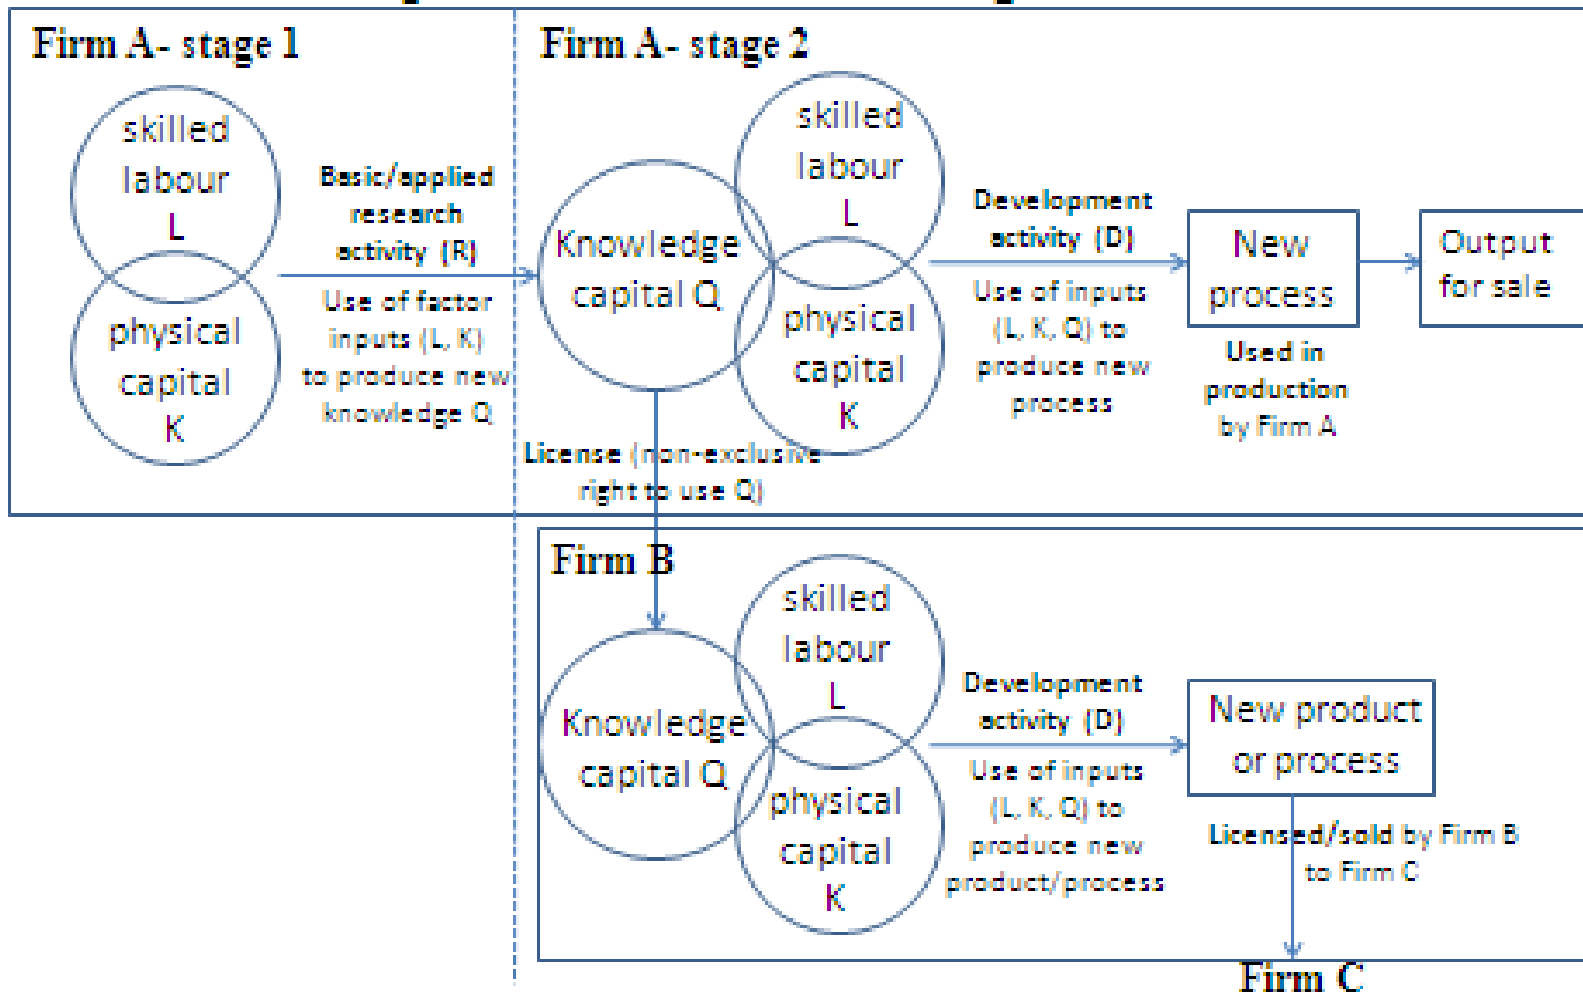 Firm A- stage 1
skilled
labour
L
physical
capital
K
Basic/applied
research
activity (R)
Use of factor
inputs (L, K)
to produce new
knowledge Q
Firm A- stage 2
Knowledge
capital Q
skilled
labour
L
physical
capital
K
Development
activity (D)
Use of inputs
(L, K, Q) to
produce new
process
New
process
Used in
production
by Firm A
Output
for sale
License (non-exclusive
right to use Q)
Firm B
Knowledge
capital Q
skilled
labour
L
physical
capital
K
Development
activity (D)
Use of inputs
(L, K, Q) to
produce new
product/process
New product
or process
Licensed/sold by Firm B
to Firm C
Firm C